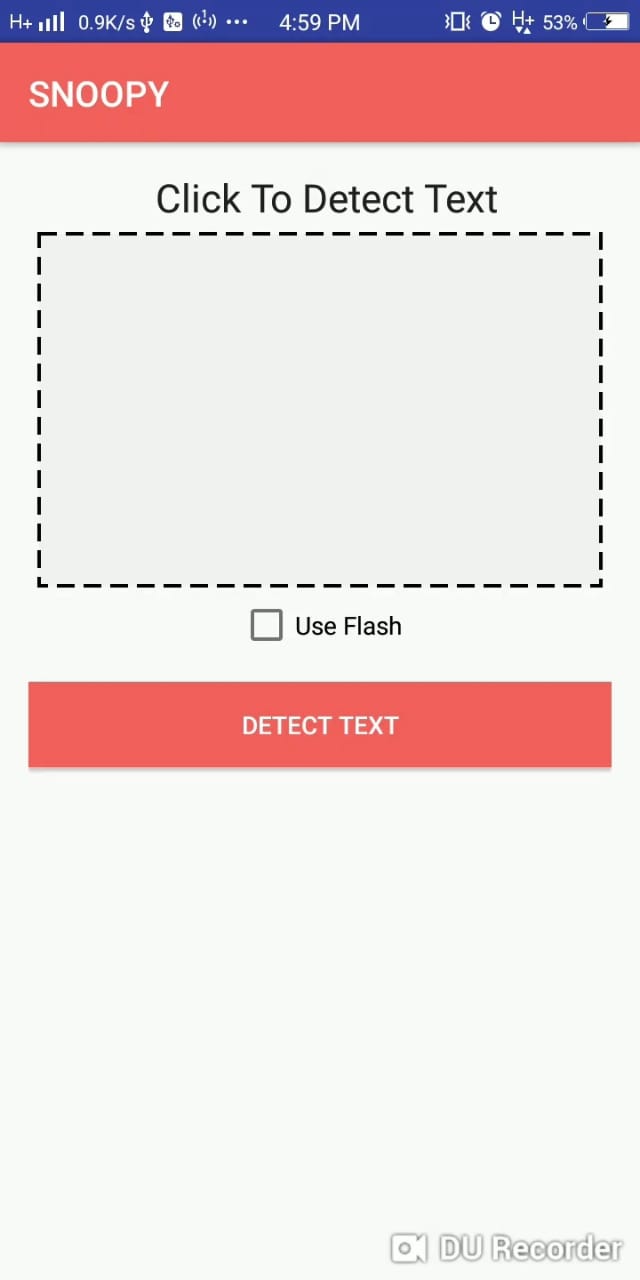 H+ 0.9K/s 4:59 PM H+ 53%
SNOOPY
Click To Detect Text
Use Flash
DETECT TEXT
DU Recorder